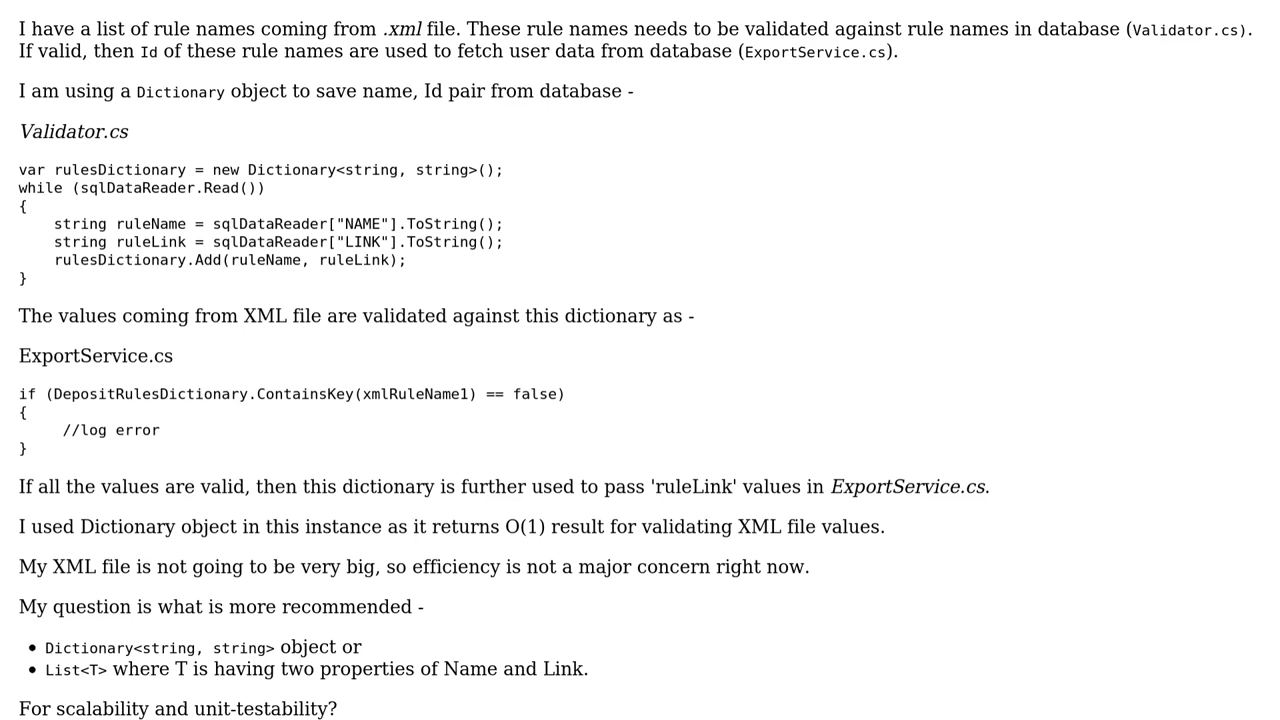 I have a list of rule names coming from .xml file. These rule names needs to be validated against rule names in database (Validator.cs).
If valid, then Id of these rule names are used to fetch user data from database (ExportService.cs).
I am using a Dictionary object to save name, Id pair from database -
Validator.cs
var rulesDictionary = new Dictionary<string, string>();
while (sqlDataReader.Read())
{
    string ruleName = sqlDataReader["NAME"].ToString();
    string ruleLink = sqlDataReader["LINK"].ToString();
    rulesDictionary.Add(ruleName, ruleLink);
}
The values coming from XML file are validated against this dictionary as -
ExportService.cs
if (DepositRulesDictionary.ContainsKey(xmlRuleName1) == false)
{
     //log error
}
If all the values are valid, then this dictionary is further used to pass 'ruleLink' values in ExportService.cs.
I used Dictionary object in this instance as it returns O(1) result for validating XML file values.
My XML file is not going to be very big, so efficiency is not a major concern right now.
My question is what is more recommended -
• Dictionary<string, string> object or
• List<T> where T is having two properties of Name and Link.
For scalability and unit-testability?